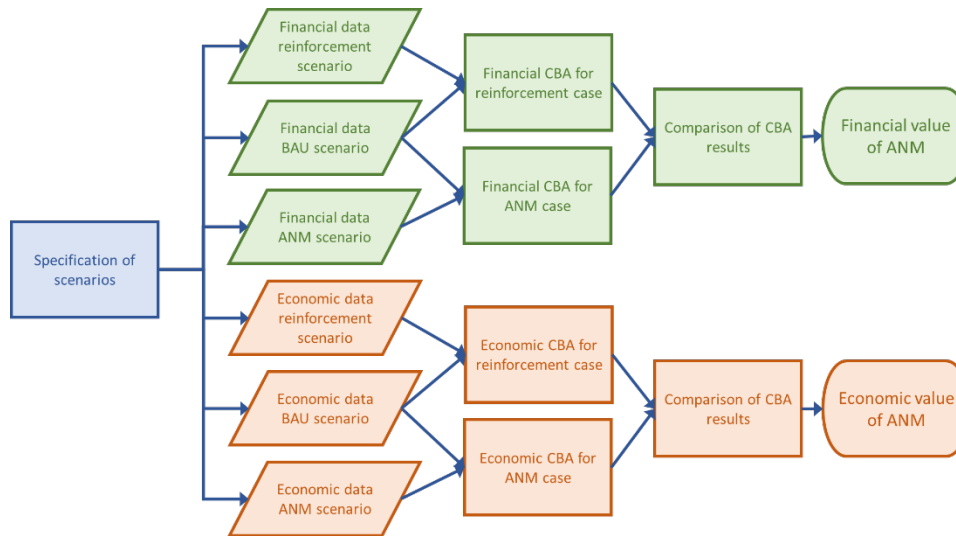 Financial data
reinforcement
scenario
Financial data
BAU scenario
Financial data
ANM scenario
Financial CBA for
reinforcement case
Financial CBA for
ANM case
Comparison of CBA
results
Financial value
of ANM
Specification of
scenarios
Economic data
reinforcement
scenario
Economic data
BAU scenario
Economic data
ANM scenario
Economic CBA for
reinforcement case
Economic CBA for
ANM case
Comparison of CBA
results
Economic value
of ANM